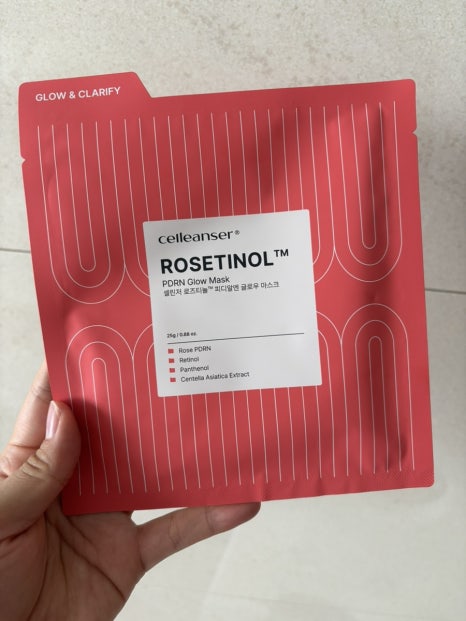 GLOW & CLARIFY
celleanser®
ROSETINOL™
PDRN Glow Mask
셀린저 로즈티놀™ 피디알엔 글로우 마스크
25g / 0.88 oz.
Rose PDRN
Retinol
Panthenol
Centella Asiatica Extract